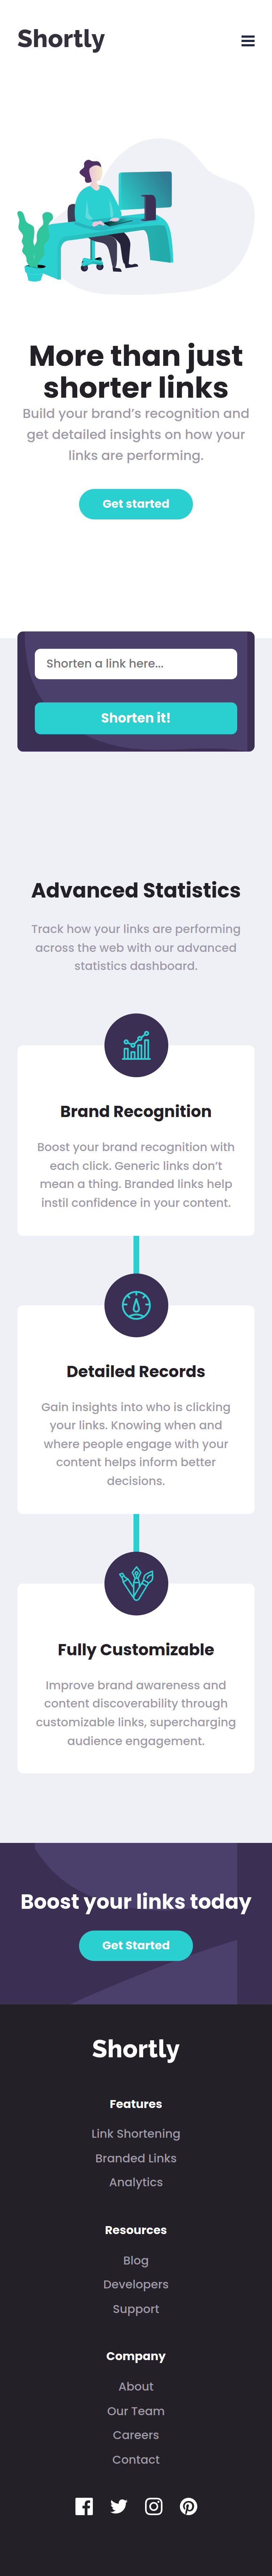 Shortly
More than just
shorter links
Build your brand’s recognition and
get detailed insights on how your
links are performing.
Get started
Shorten a link here...
Shorten it!
Advanced Statistics
Track how your links are performing
across the web with our advanced
statistics dashboard.
Brand Recognition
Boost your brand recognition with
each click. Generic links don’t
mean a thing. Branded links help
instil confidence in your content.
Detailed Records
Gain insights into who is clicking
your links. Knowing when and
where people engage with your
content helps inform better
decisions.
Fully Customizable
Improve brand awareness and
content discoverability through
customizable links, supercharging
audience engagement.
Boost your links today
Get Started
Shortly
Features
Link Shortening
Branded Links
Analytics
Resources
Blog
Developers
Support
Company
About
Our Team
Careers
Contact